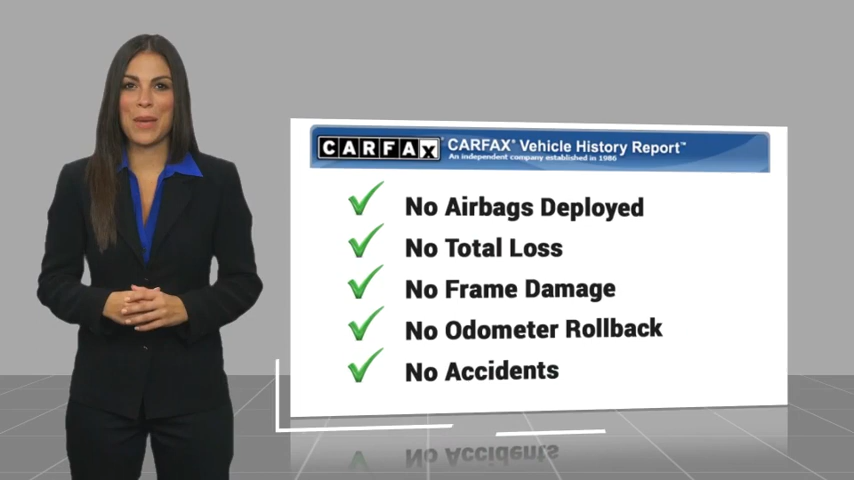 CARFAX CARFAX® Vehicle History Report™
An independent company established in 1986
No Airbags Deployed
No Total Loss
No Frame Damage
No Odometer Rollback
No Accidents
No Accidents